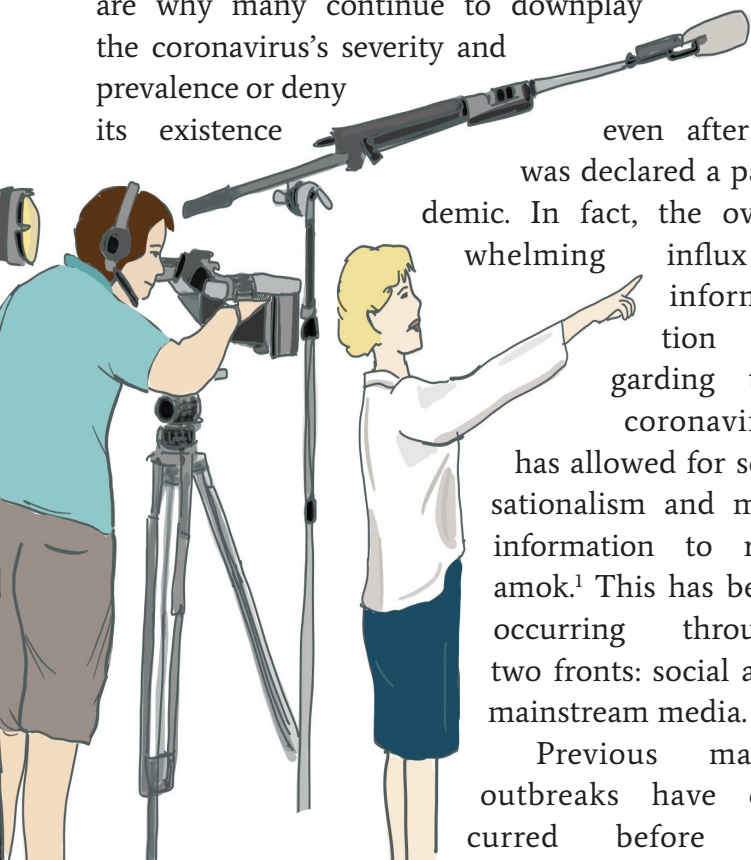 are why many continue to downplay
the coronavirus's severity and
prevalence or deny
its existence even after
was declared a pa
demic. In fact, the ov
whelming influx
inform
tion
garding t
coronavir
has allowed for s
sationalism and m
information to r
amok.¹ This has be
occurring throu
two fronts: social a
mainstream media.
Previous ma
outbreaks have
curred before